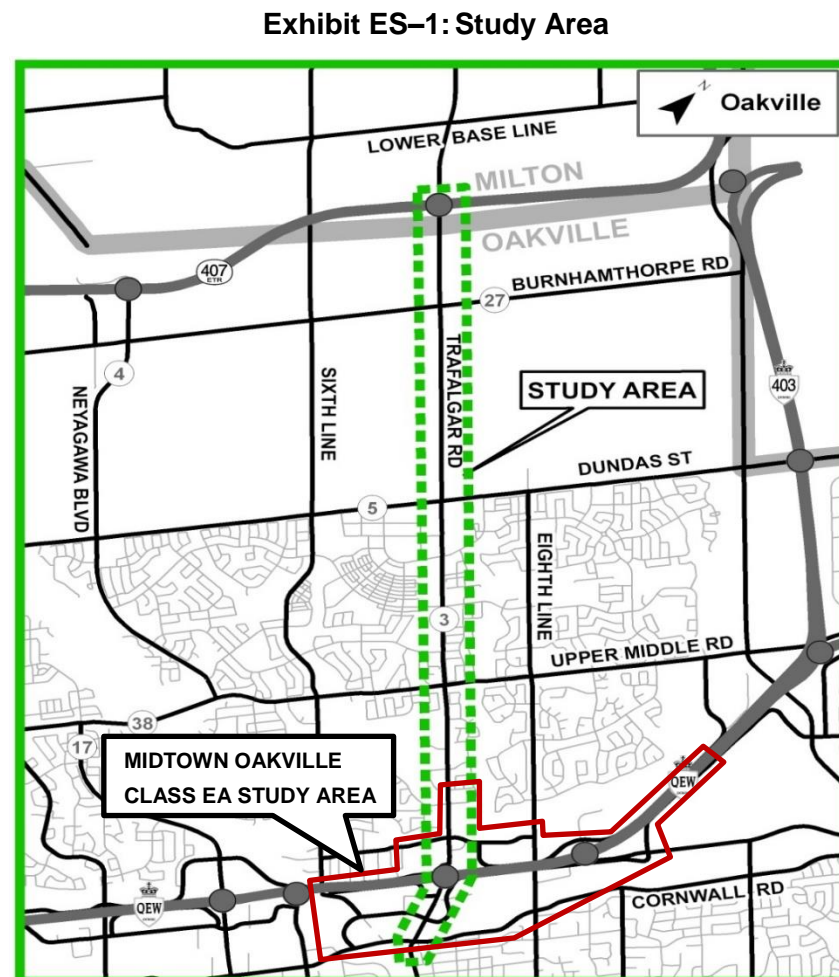 Exhibit ES–1: Study Area
N
Oakville
LOWER BASE LINE
MILTON
OAKVILLE
407
ETR
BURNHAMTHORPE RD
27
4
NEYAGAWA BLVD
SIXTH LINE
TRAFALGAR RD
STUDY AREA
403
DUNDAS ST
5
EIGHTH LINE
3
UPPER MIDDLE RD
38
17
MIDTOWN OAKVILLE
CLASS EA STUDY AREA
QEW
QEW
CORNWALL RD